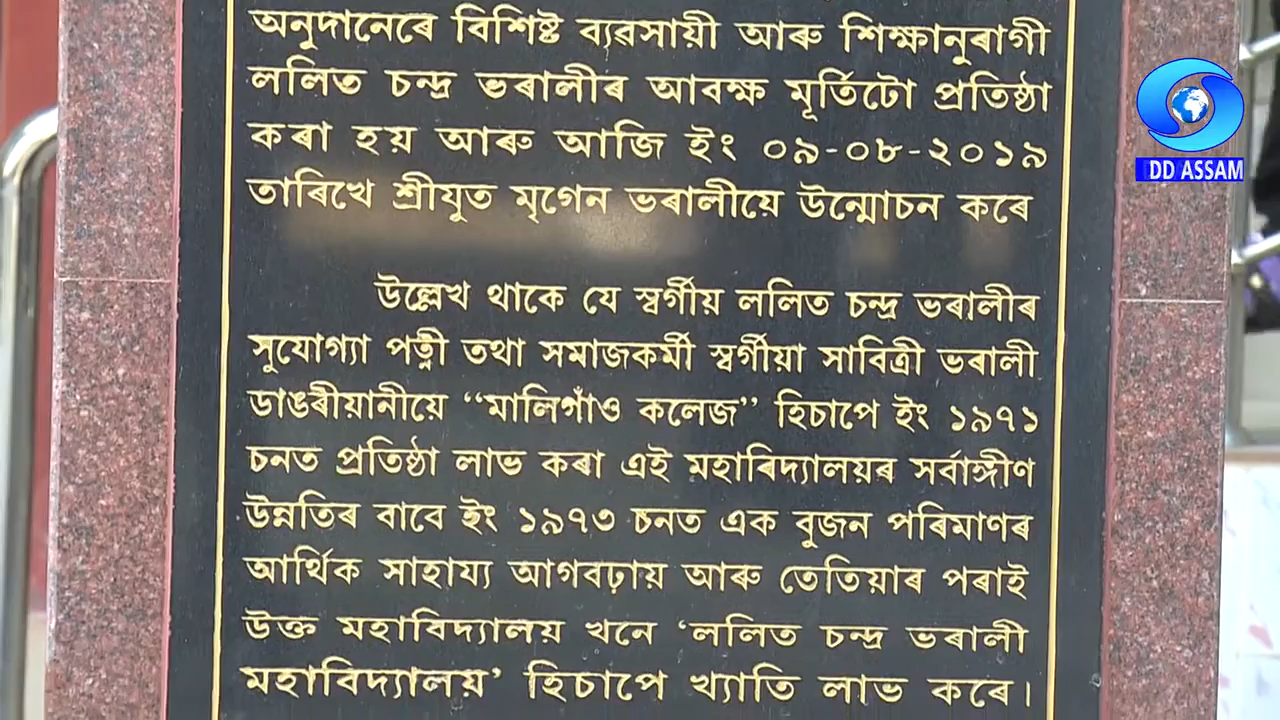 অনুদানেৰে বিশিষ্ট ব্যৱসায়ী আৰু শিক্ষানুৰাগী
ললিত চন্দ্ৰ ভৰালীৰ আবক্ষ মূৰ্তিটো প্ৰতিষ্ঠা
কৰা হয় আৰু আজি ইং ০৯-০৮-২০১৯
তাৰিখে শ্ৰীযুত মৃগেন ভৰালীয়ে উন্মোচন কৰে
উল্লেখ থাকে যে স্বৰ্গীয় ললিত চন্দ্ৰ ভৰালীৰ
সুযোগ্যা পত্নী তথা সমাজকৰ্মী স্বৰ্গীয়া সাবিত্ৰী ভৰালী
ডাঙৰীয়ানীয়ে “মালিগাঁও কলেজ” হিচাপে ইং ১৯৭১
চনত প্ৰতিষ্ঠা লাভ কৰা এই মহাৰিদ্যালয়ৰ সৰ্বাঙ্গীণ
উন্নতিৰ বাবে ইং ১৯৭৩ চনত এক বুজন পৰিমাণৰ
আৰ্থিক সাহায্য আগবঢ়ায় আৰু তেতিয়াৰ পৰাই
উক্ত মহাবিদ্যালয় খনে ‘ললিত চন্দ্ৰ ভৰালী
মহাবিদ্যালয়’ হিচাপে খ্যাতি লাভ কৰে।
DD ASSAM